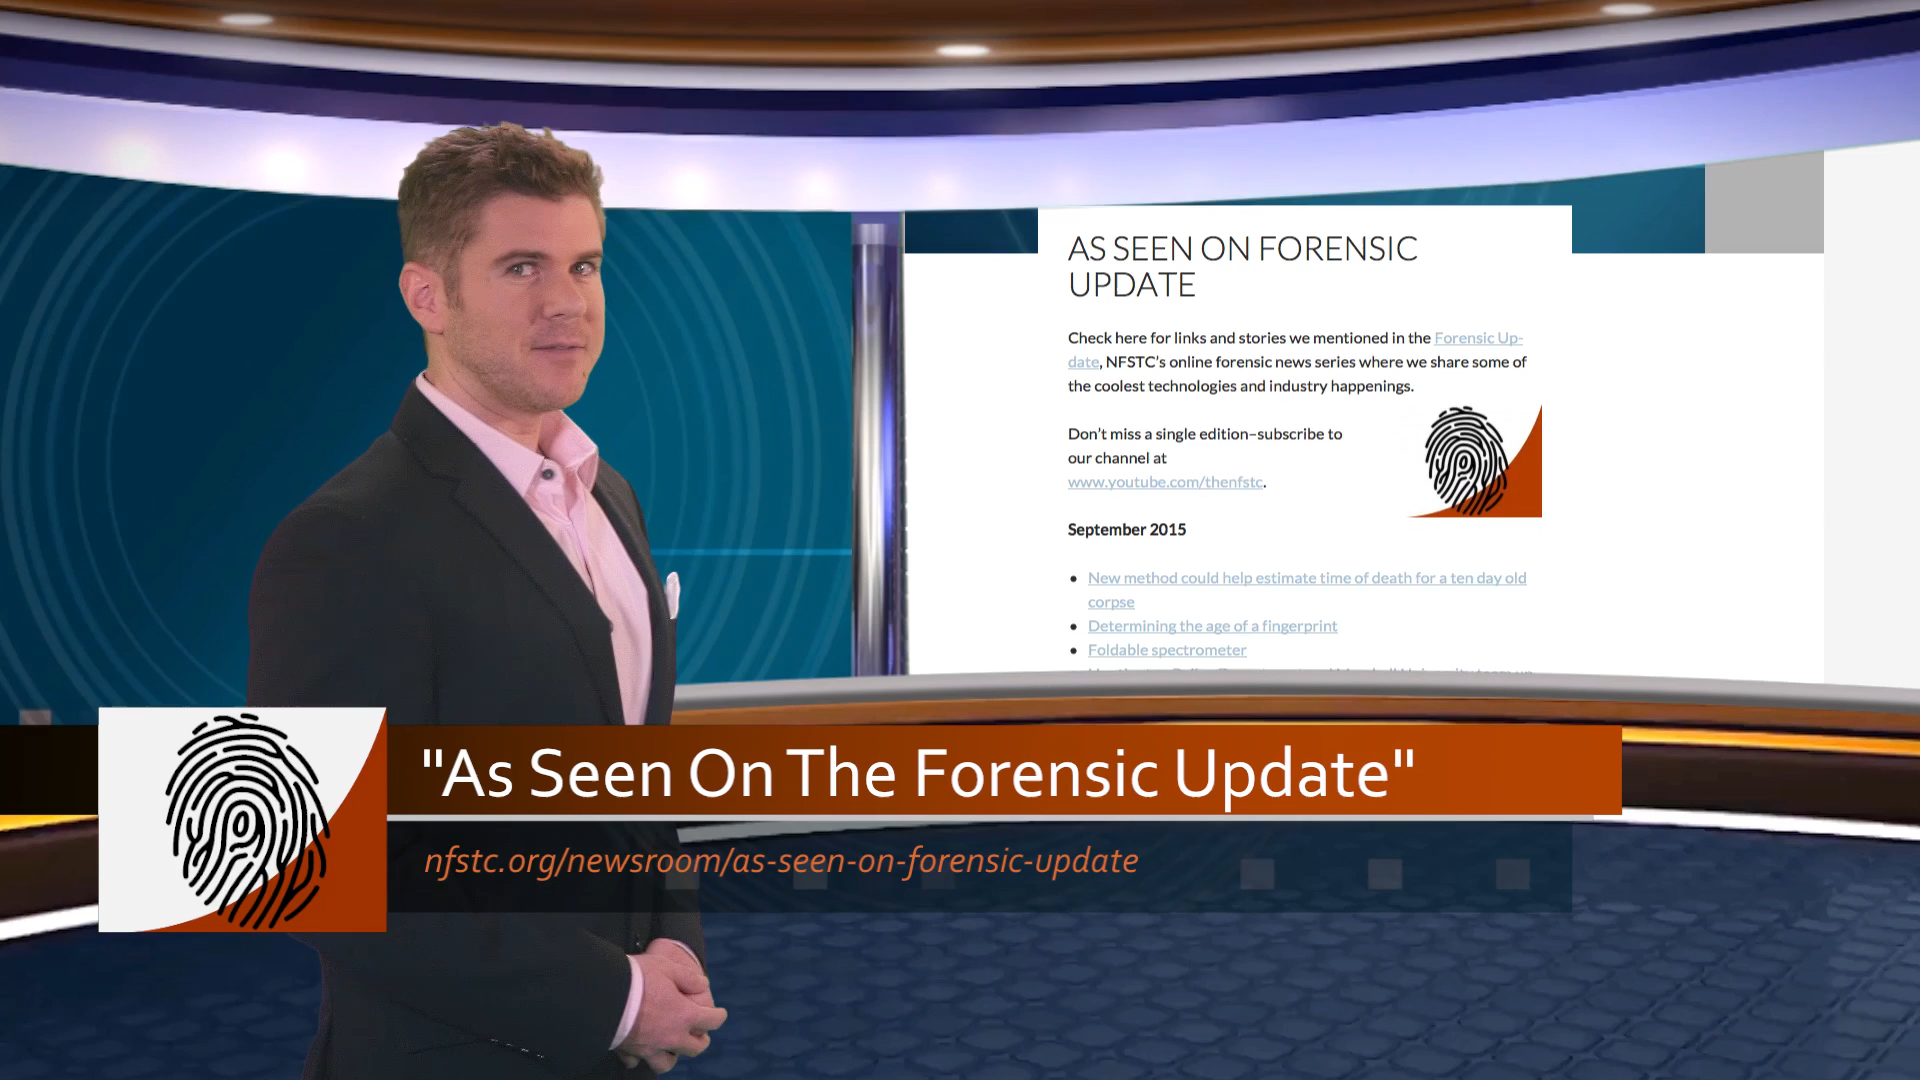 AS SEEN ON FORENSIC
UPDATE
Check here for links and stories we mentioned in the Forensic Up-
date, NFSTC's online forensic news series where we share some of
the coolest technologies and industry happenings.
Don't miss a single edition–subscribe to
our channel at
www.youtube.com/thenfstc.
September 2015
• New method could help estimate time of death for a ten day old
corpse
• Determining the age of a fingerprint
• Foldable spectrometer
"As Seen On The Forensic Update"
nfstc.org/newsroom/as-seen-on-forensic-update